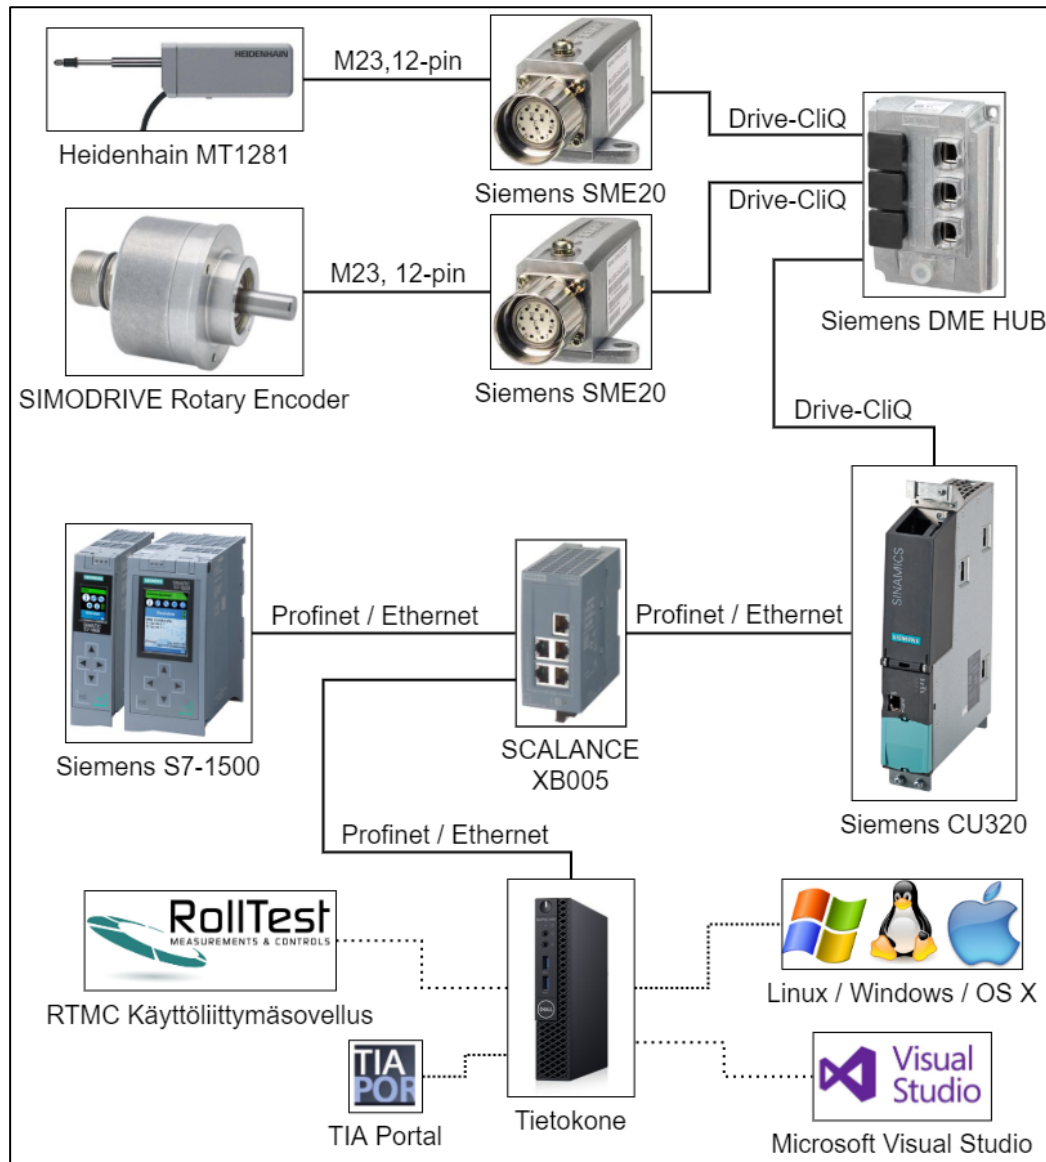 HEIDENHAIN
M23,12-pin
Heidenhain MT1281
Siemens SME20
Drive-CliQ
Drive-CliQ
Siemens DME HUB
M23, 12-pin
SIMODRIVE Rotary Encoder
Siemens SME20
Drive-CliQ
SIEMENS
SIEMENS
Profinet / Ethernet
Siemens S7-1500
SCALANCE
XB005
Profinet / Ethernet
SINAMICS
SIEMENS
Siemens CU320
Profinet / Ethernet
RollTest
MEASUREMENTS & CONTROLS
RTMC Käyttöliittymäsovellus
TIA
POR
TIA Portal
DELL
Tietokone
Linux / Windows / OS X
Visual
Studio
Microsoft Visual Studio